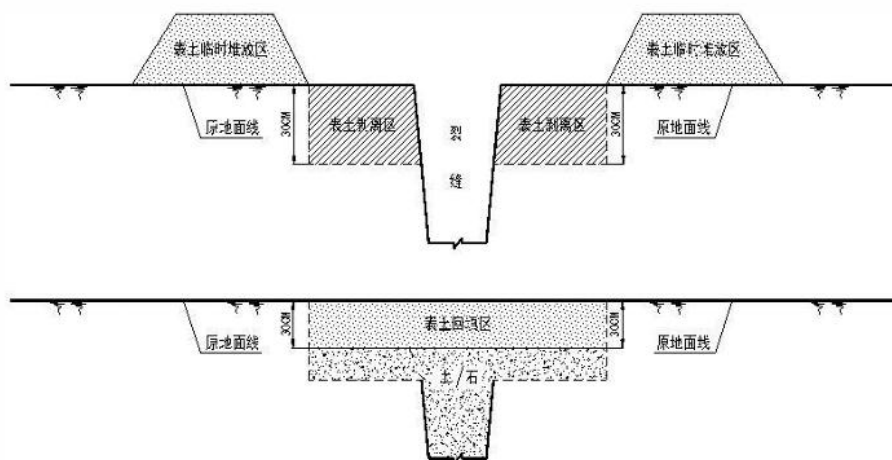 表土临时堆放区
表土临时堆放区
原地面线
30CM
表土剥离区
裂
缝
表土剥离区
30CM
原地面线
原地面线
30CM
表土回填区
30CM
原地面线
土/石